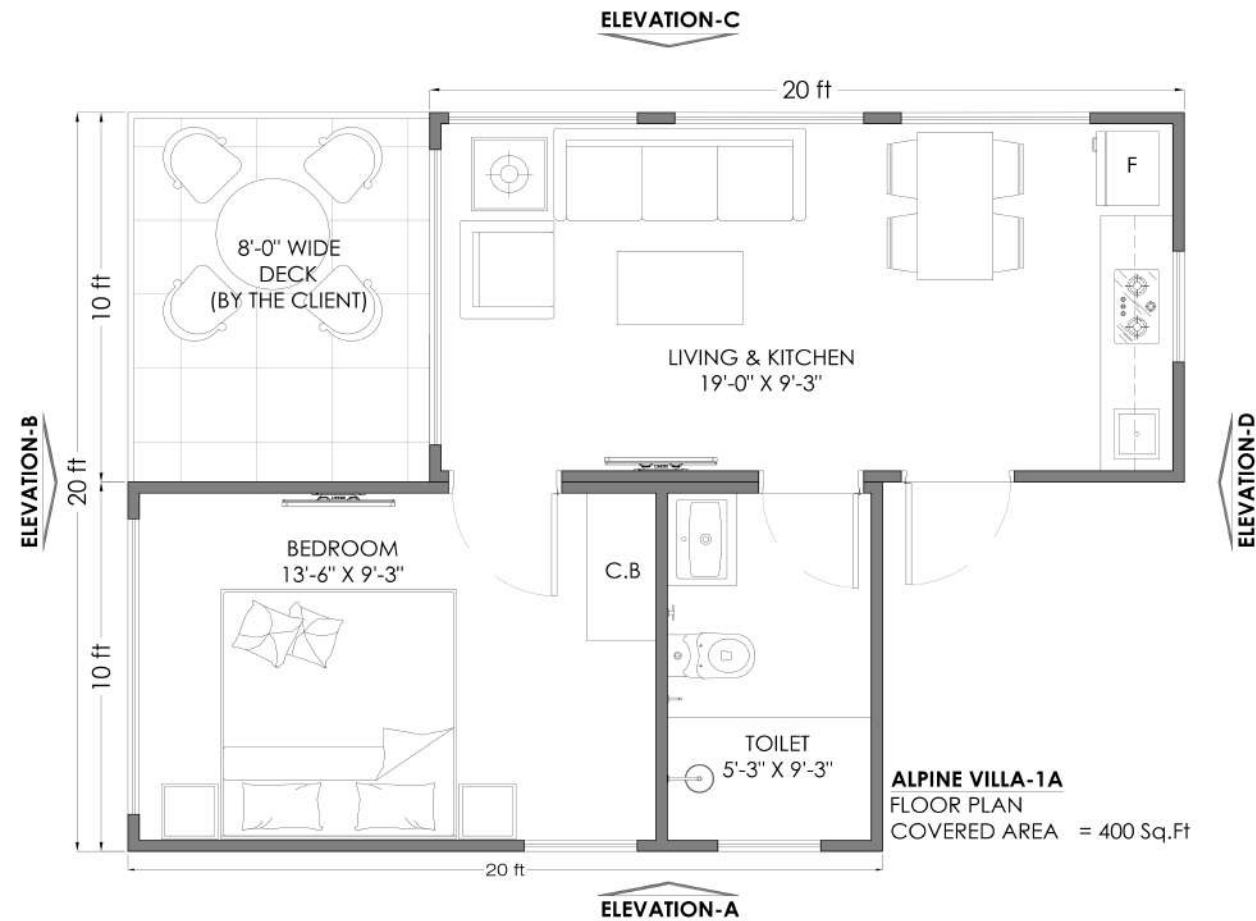 ELEVATION-C
20 ft
8'-0" WIDE
DECK
(BY THE CLIENT)
10 ft
20 ft
F
LIVING & KITCHEN
19'-0" X 9'-3"
ELEVATION-B
ELEVATION-D
BEDROOM
13'-6" X 9'-3"
C.B
10 ft
TOILET
5'-3" X 9'-3"
ALPINE VILLA-1A
FLOOR PLAN
COVERED AREA = 400 Sq.Ft
20 ft
ELEVATION-A